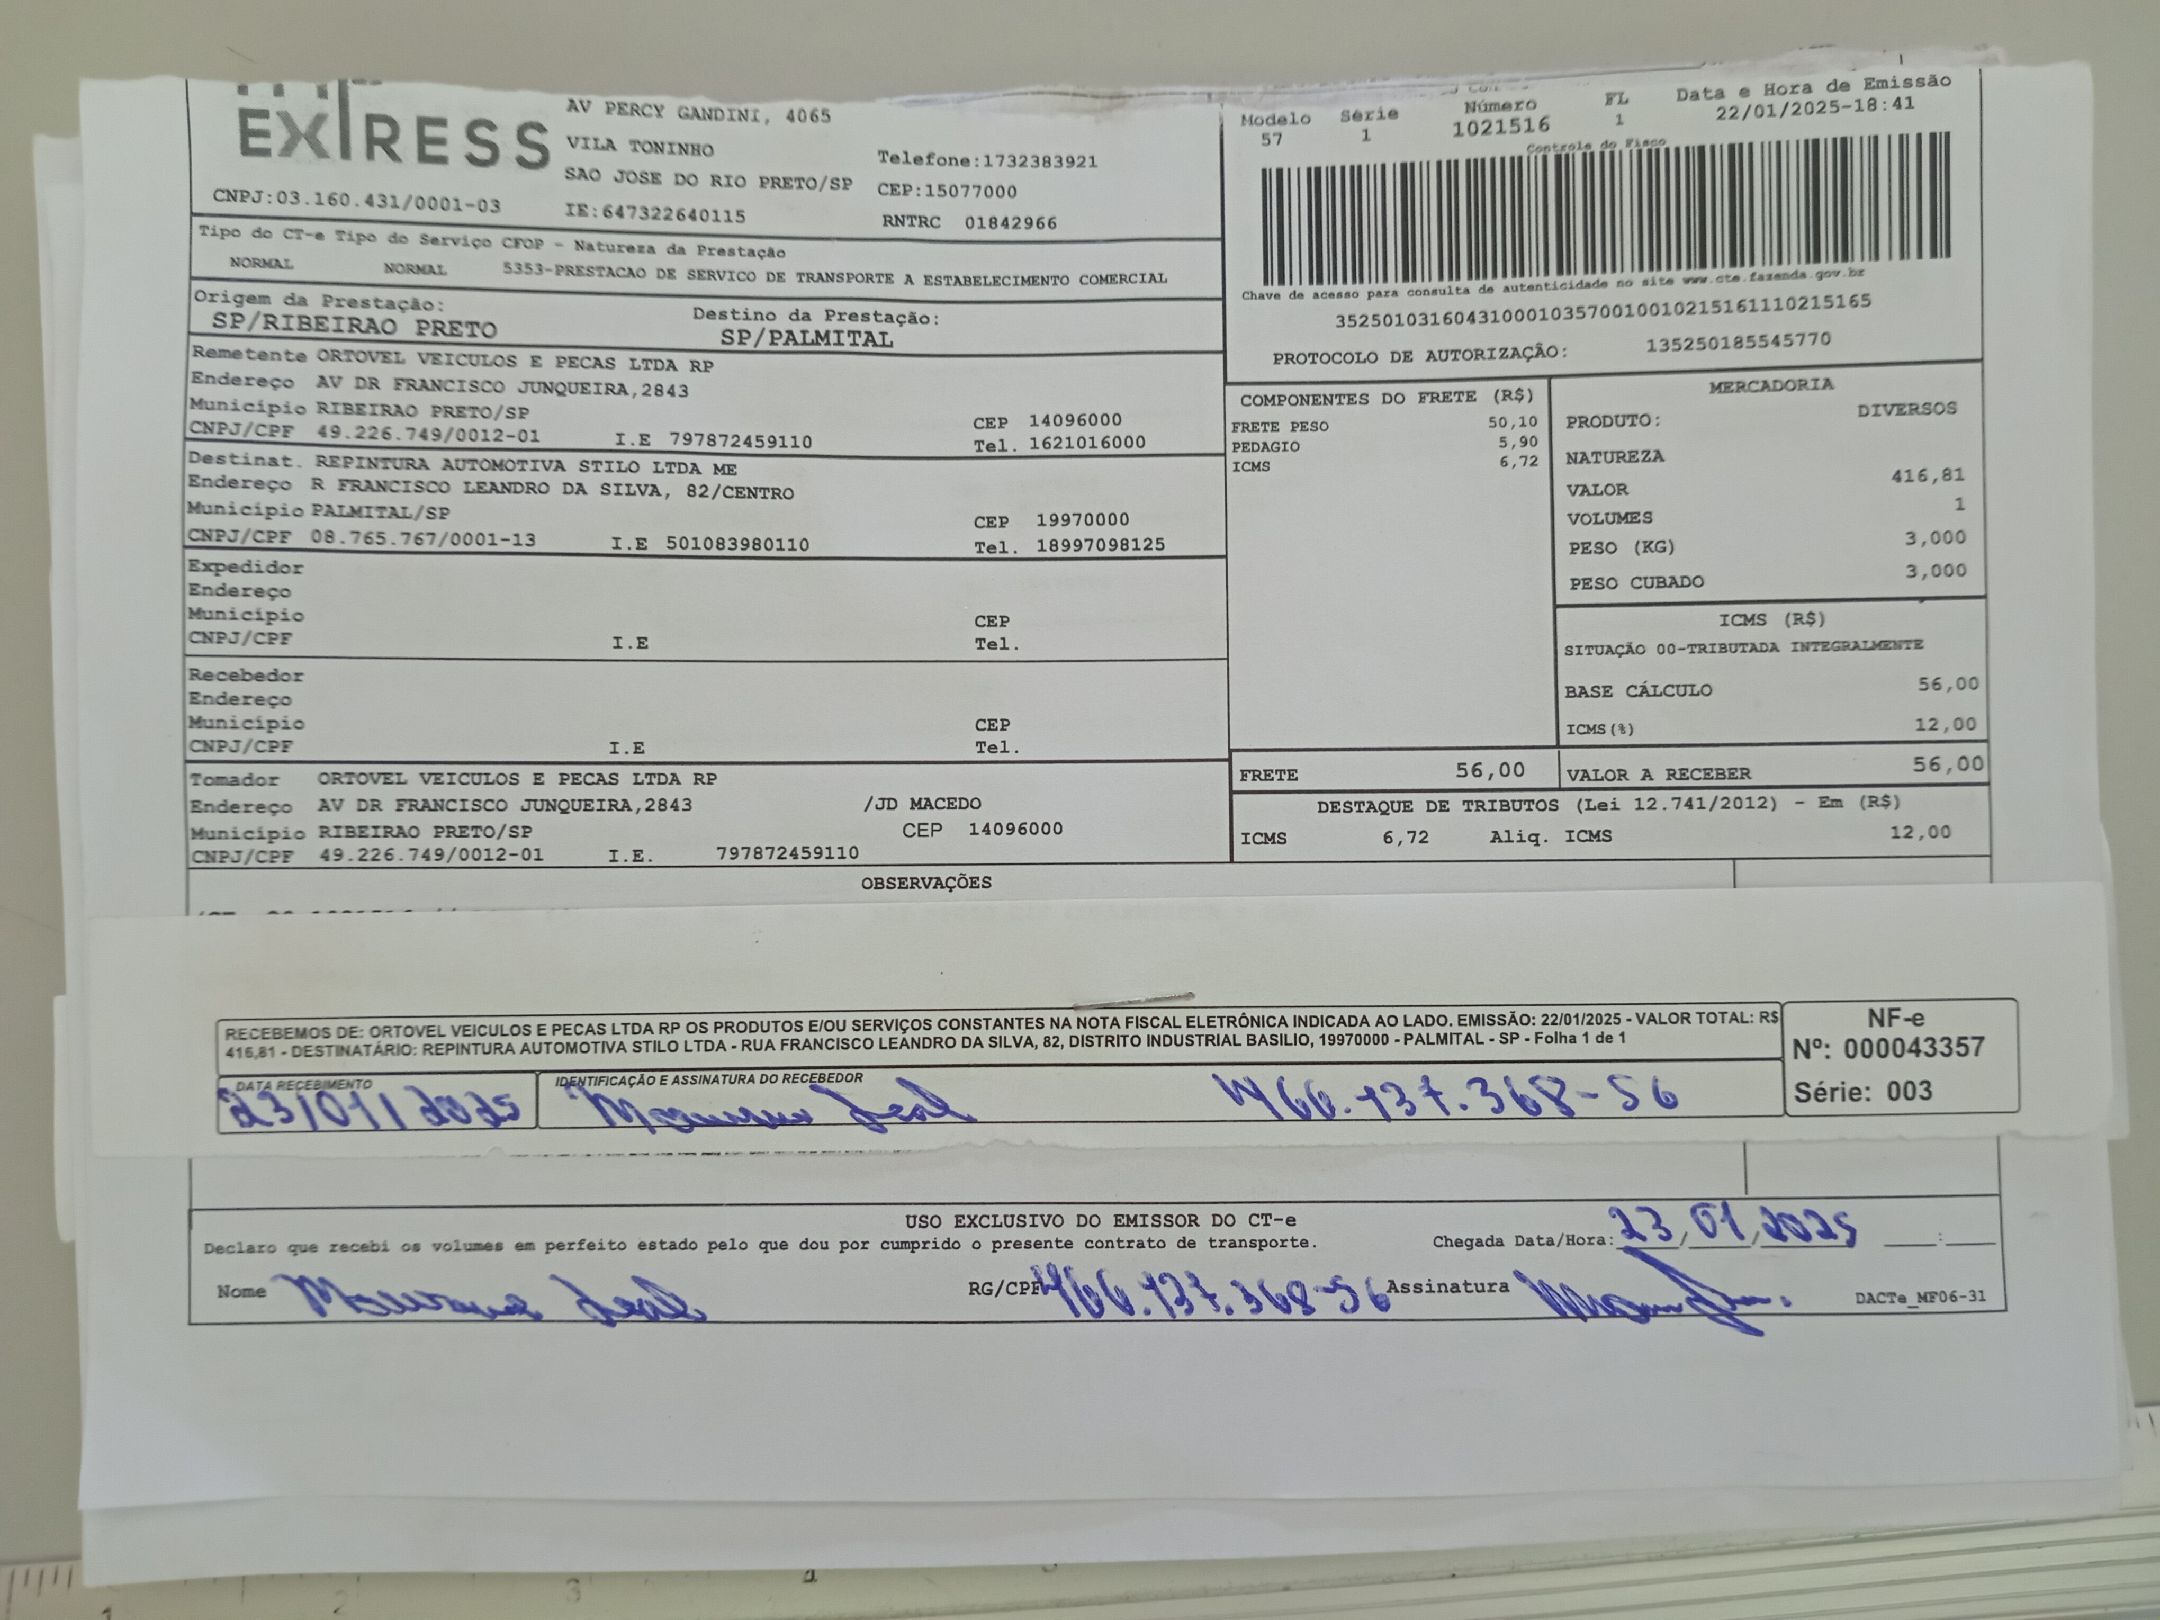 EXPRESS
AV PERCY GANDINI, 4065
VILA TONINHO
SAO JOSE DO RIO PRETO/SP
Telefone:1732383921
CEP:15077000
CNPJ:03.160.431/0001-03
IE:647322640115
RNTRC 01842966
Modelo Série Número FL Data e Hora de Emissão
57 1 1021516 1 22/01/2025-18:41
Controle do Fisco
Chave de acesso para consulta de autenticidade no site www.cte.fazenda.gov.br
35250103160431000103570010010215161110215165
PROTOCOLO DE AUTORIZAÇÃO: 135250185545770
Tipo do CT-e Tipo do Serviço CFOP - Natureza da Prestação
NORMAL NORMAL 5353-PRESTACAO DE SERVICO DE TRANSPORTE A ESTABELECIMENTO COMERCIAL
Origem da Prestação: Destino da Prestação:
SP/RIBEIRAO PRETO SP/PALMITAL
Remetente ORTOVEL VEICULOS E PECAS LTDA RP
Endereço AV DR FRANCISCO JUNQUEIRA,2843
Município RIBEIRAO PRETO/SP CEP 14096000
CNPJ/CPF 49.226.749/0012-01 I.E 797872459110 Tel. 1621016000
Destinat. REPINTURA AUTOMOTIVA STILO LTDA ME
Endereço R FRANCISCO LEANDRO DA SILVA, 82/CENTRO
Município PALMITAL/SP CEP 19970000
CNPJ/CPF 08.765.767/0001-13 I.E 501083980110 Tel. 18997098125
Expedidor
Endereço
Município CEP
CNPJ/CPF I.E Tel.
Recebedor
Endereço
Município CEP
CNPJ/CPF I.E Tel.
Tomador ORTOVEL VEICULOS E PECAS LTDA RP
Endereço AV DR FRANCISCO JUNQUEIRA,2843 /JD MACEDO
Município RIBEIRAO PRETO/SP CEP 14096000
CNPJ/CPF 49.226.749/0012-01 I.E. 797872459110
COMPONENTES DO FRETE (R$)
FRETE PESO 50,10
PEDAGIO 5,90
ICMS 6,72
MERCADORIA
PRODUTO: DIVERSOS
NATUREZA
VALOR 416,81
VOLUMES 1
PESO (KG) 3,000
PESO CUBADO 3,000
ICMS (R$)
SITUAÇÃO 00-TRIBUTADA INTEGRALMENTE
BASE CÁLCULO 56,00
ICMS(%) 12,00
FRETE 56,00 VALOR A RECEBER 56,00
DESTAQUE DE TRIBUTOS (Lei 12.741/2012) - Em (R$)
ICMS 6,72 Aliq. ICMS 12,00
OBSERVAÇÕES
RECEBEMOS DE: ORTOVEL VEICULOS E PECAS LTDA RP OS PRODUTOS E/OU SERVIÇOS CONSTANTES NA NOTA FISCAL ELETRÔNICA INDICADA AO LADO. EMISSÃO: 22/01/2025 - VALOR TOTAL: R$
416,81 - DESTINATÁRIO: REPINTURA AUTOMOTIVA STILO LTDA - RUA FRANCISCO LEANDRO DA SILVA, 82, DISTRITO INDUSTRIAL BASILIO, 19970000 - PALMITAL - SP - Folha 1 de 1
NF-e
Nº: 000043357
Série: 003
DATA RECEBIMENTO IDENTIFICAÇÃO E ASSINATURA DO RECEBEDOR
23/01/2025 Leal 466.137.368-56
USO EXCLUSIVO DO EMISSOR DO CT-e
Declaro que recebi os volumes em perfeito estado pelo que dou por cumprido o presente contrato de transporte. Chegada Data/Hora: 23/01/2025 :
Nome Leal RG/CPF 466.137.368-56 Assinatura
DACTe_MF06-31
1 2 3 4